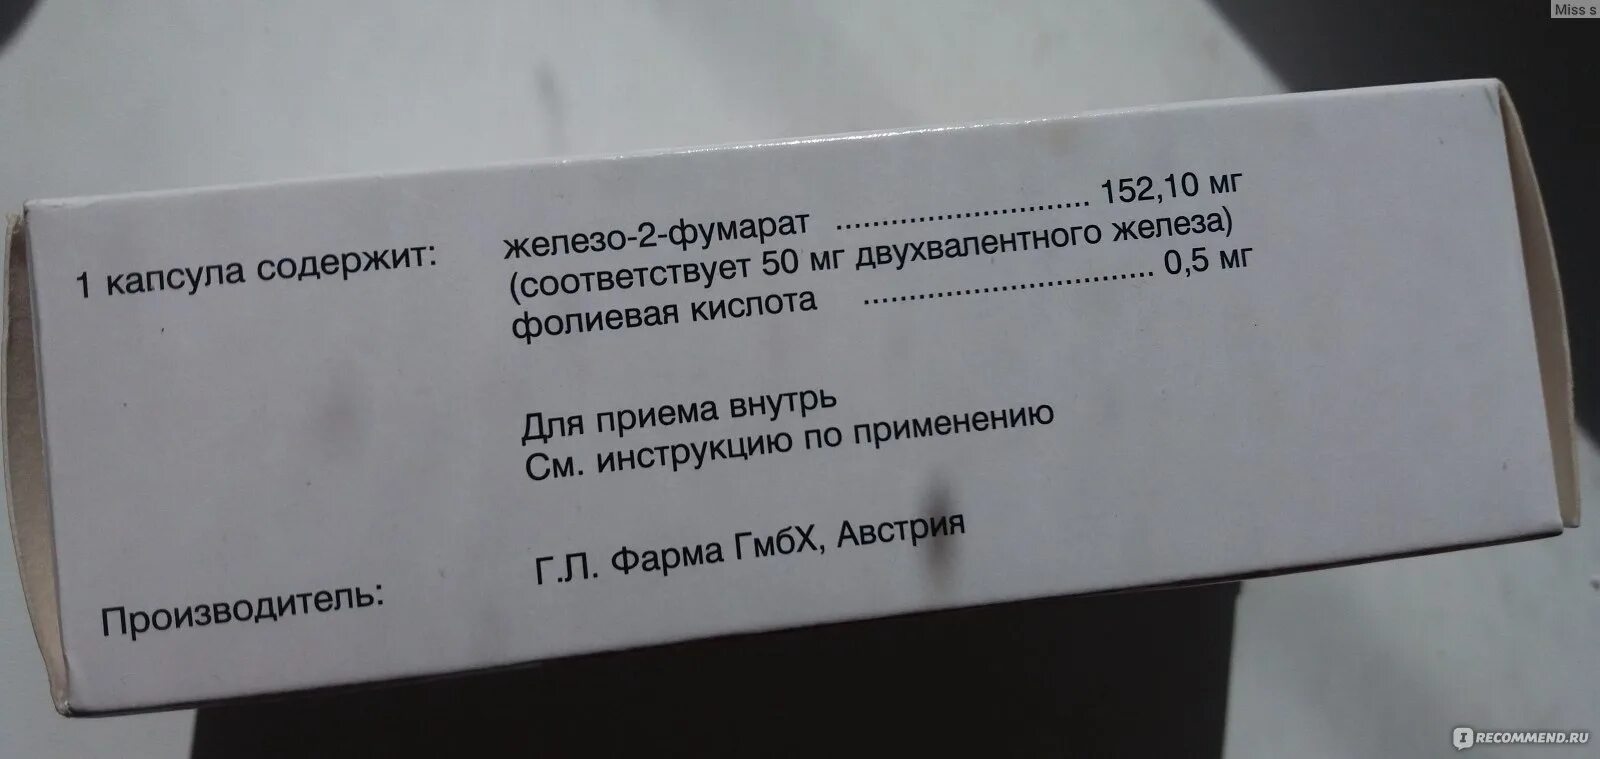 Miss s
1 капсула содержит: железо-2-фумарат ........................... 152,10 мг
(соответствует 50 мг двухвалентного железа)
фолиевая кислота ............................... 0,5 мг
Для приема внутрь
См. инструкцию по применению
Производитель: Г.Л. Фарма ГмбХ, Австрия
IRECOMMEND.RU